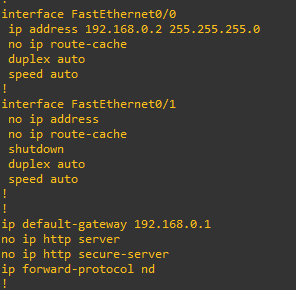 !
interface FastEthernet0/0
 ip address 192.168.0.2 255.255.255.0
 no ip route-cache
 duplex auto
 speed auto
!
interface FastEthernet0/1
 no ip address
 no ip route-cache
 shutdown
 duplex auto
 speed auto
!
!
ip default-gateway 192.168.0.1
no ip http server
no ip http secure-server
ip forward-protocol nd
!